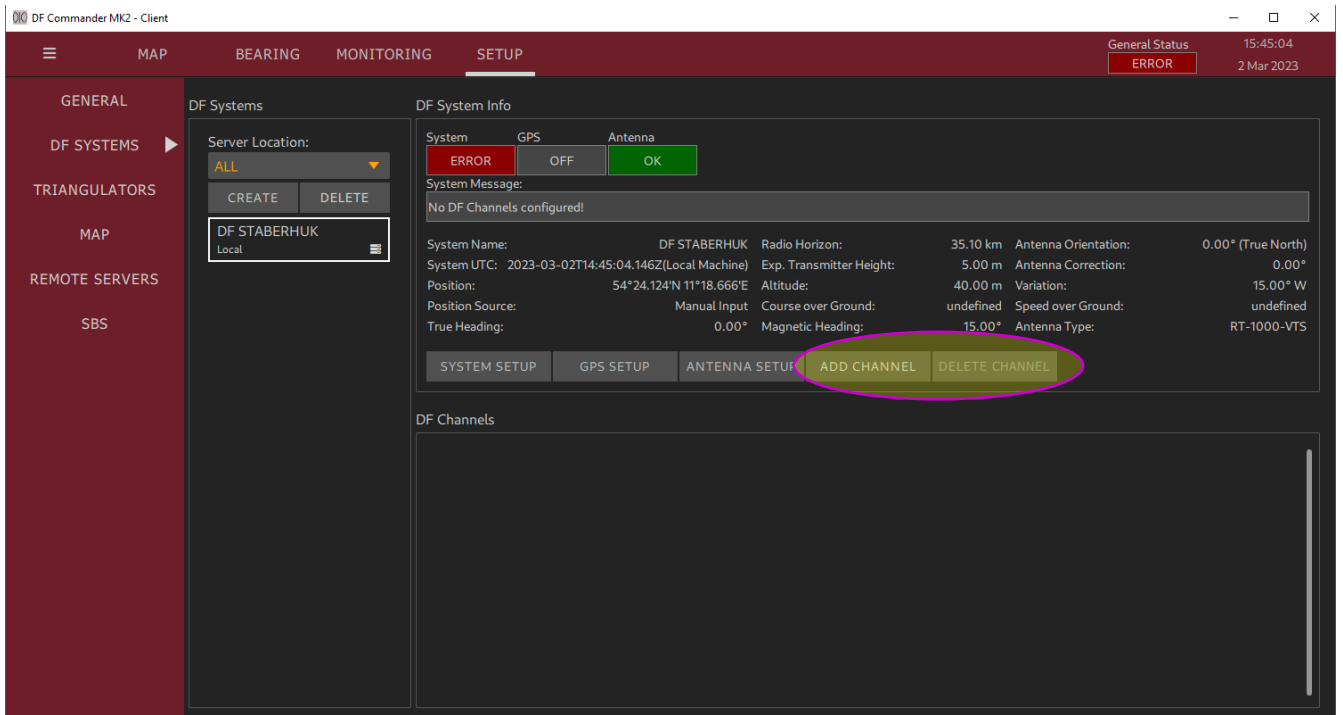 DF Commander MK2 - Client
MAP BEARING MONITORING SETUP
General Status 15:45:04
ERROR 2 Mar 2023
GENERAL
DF SYSTEMS
TRIANGULATORS
MAP
REMOTE SERVERS
SBS
DF Systems
Server Location:
ALL
CREATE DELETE
DF STABERHUK
Local
DF System Info
System GPS Antenna
ERROR OFF OK
System Message:
No DF Channels configured!
System Name: DF STABERHUK Radio Horizon: 35.10 km Antenna Orientation: 0.00° (True North)
System UTC: 2023-03-02T14:45:04.146Z(Local Machine) Exp. Transmitter Height: 5.00 m Antenna Correction: 0.00°
Position: 54°24.124'N 11°18.666'E Altitude: 40.00 m Variation: 15.00° W
Position Source: Manual Input Course over Ground: undefined Speed over Ground: undefined
True Heading: 0.00° Magnetic Heading: 15.00° Antenna Type: RT-1000-VTS
SYSTEM SETUP GPS SETUP ANTENNA SETUP ADD CHANNEL DELETE CHANNEL
DF Channels